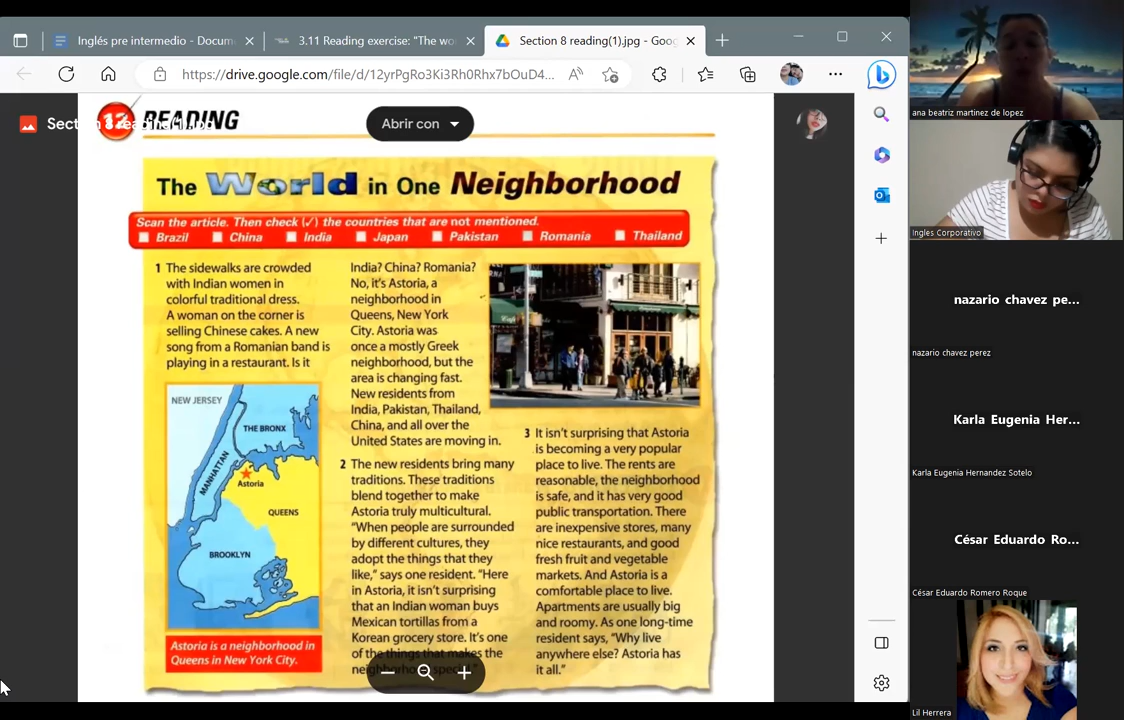 Inglés pre intermedio - Docum
3.11 Reading exercise: "The wo
Section 8 reading(1).jpg - Goog
https://drive.google.com/file/d/12yrPgRo3Ki3Rh0Rhx7bOuD4...
12 READING
Abrir con
The World in One Neighborhood
Scan the article. Then check (✓) the countries that are not mentioned.
Brazil China India Japan Pakistan Romania Thailand
1 The sidewalks are crowded
with Indian women in
colorful traditional dress.
A woman on the corner is
selling Chinese cakes. A new
song from a Romanian band is
playing in a restaurant. Is it
India? China? Romania?
No, it's Astoria, a
neighborhood in
Queens, New York
City. Astoria was
once a mostly Greek
neighborhood, but the
area is changing fast.
New residents from
India, Pakistan, Thailand,
China, and all over the
United States are moving in.
2 The new residents bring many
traditions. These traditions
blend together to make
Astoria truly multicultural.
"When people are surrounded
by different cultures, they
adopt the things that they
like," says one resident. "Here
in Astoria, it isn't surprising
that an Indian woman buys
Mexican tortillas from a
Korean grocery store. It's one
of the things that makes the
neighborhood special."
3 It isn't surprising that Astoria
is becoming a very popular
place to live. The rents are
reasonable, the neighborhood
is safe, and it has very good
public transportation. There
are inexpensive stores, many
nice restaurants, and good
fresh fruit and vegetable
markets. And Astoria is a
comfortable place to live.
Apartments are usually big
and roomy. As one long-time
resident says, "Why live
anywhere else? Astoria has
it all."
NEW JERSEY
THE BRONX
MANHATTAN
Astoria
QUEENS
BROOKLYN
Astoria is a neighborhood in
Queens in New York City.
ana beatriz martinez de lopez
Ingles Corporativo
nazario chavez pe...
nazario chavez perez
Karla Eugenia Her...
Karla Eugenia Hernandez Sotelo
César Eduardo Ro...
César Eduardo Romero Roque
Lil Herrera